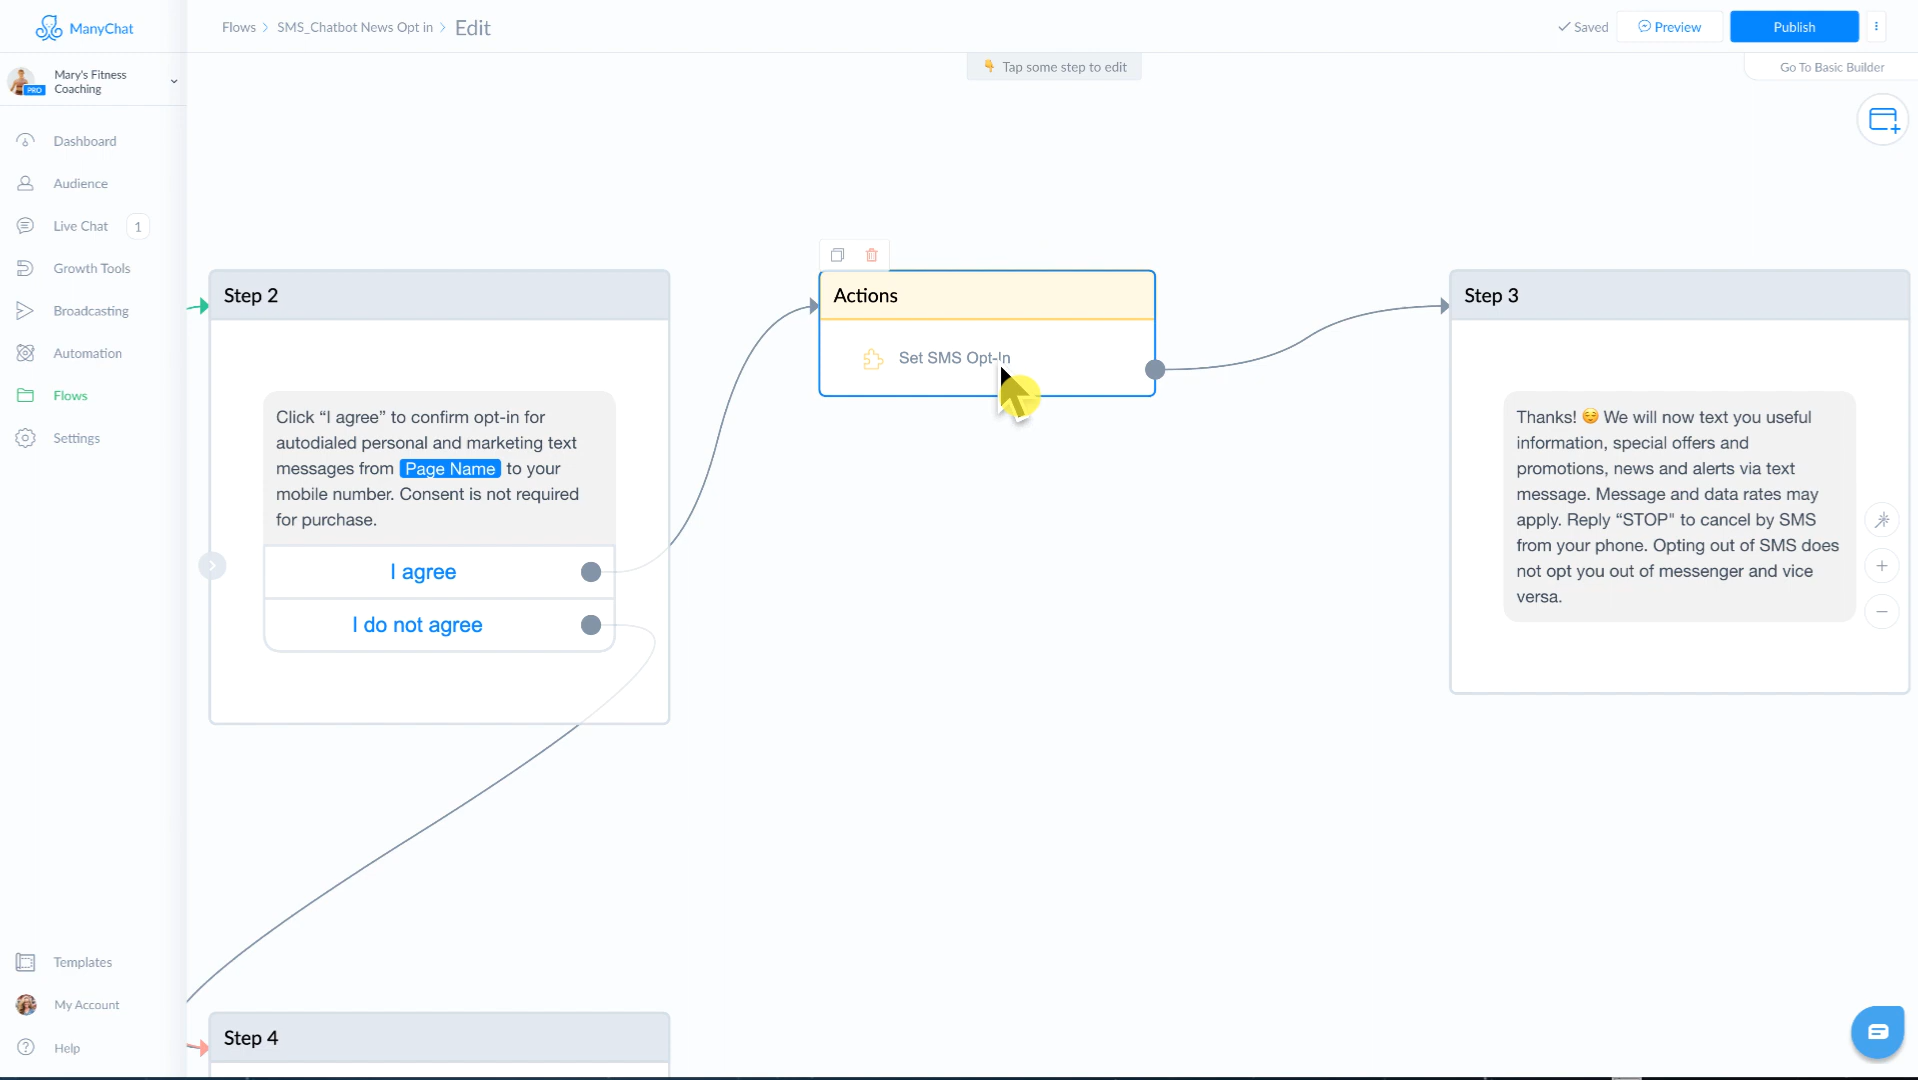 ManyChat
Flows
SMS_Chatbot News Opt in
Edit
Saved
Preview
Publish
Mary's Fitness
Coaching
PRO
Tap some step to edit
Go To Basic Builder
Dashboard
Audience
Live Chat
1
Growth Tools
Broadcasting
Automation
Flows
Settings
Templates
My Account
Help
Step 2
Click “I agree” to confirm opt-in for
autodialed personal and marketing text
messages from Page Name to your
mobile number. Consent is not required
for purchase.
I agree
I do not agree
Actions
Set SMS Opt-In
Step 3
Thanks! 😌 We will now text you useful
information, special offers and
promotions, news and alerts via text
message. Message and data rates may
apply. Reply “STOP" to cancel by SMS
from your phone. Opting out of SMS does
not opt you out of messenger and vice
versa.
Step 4